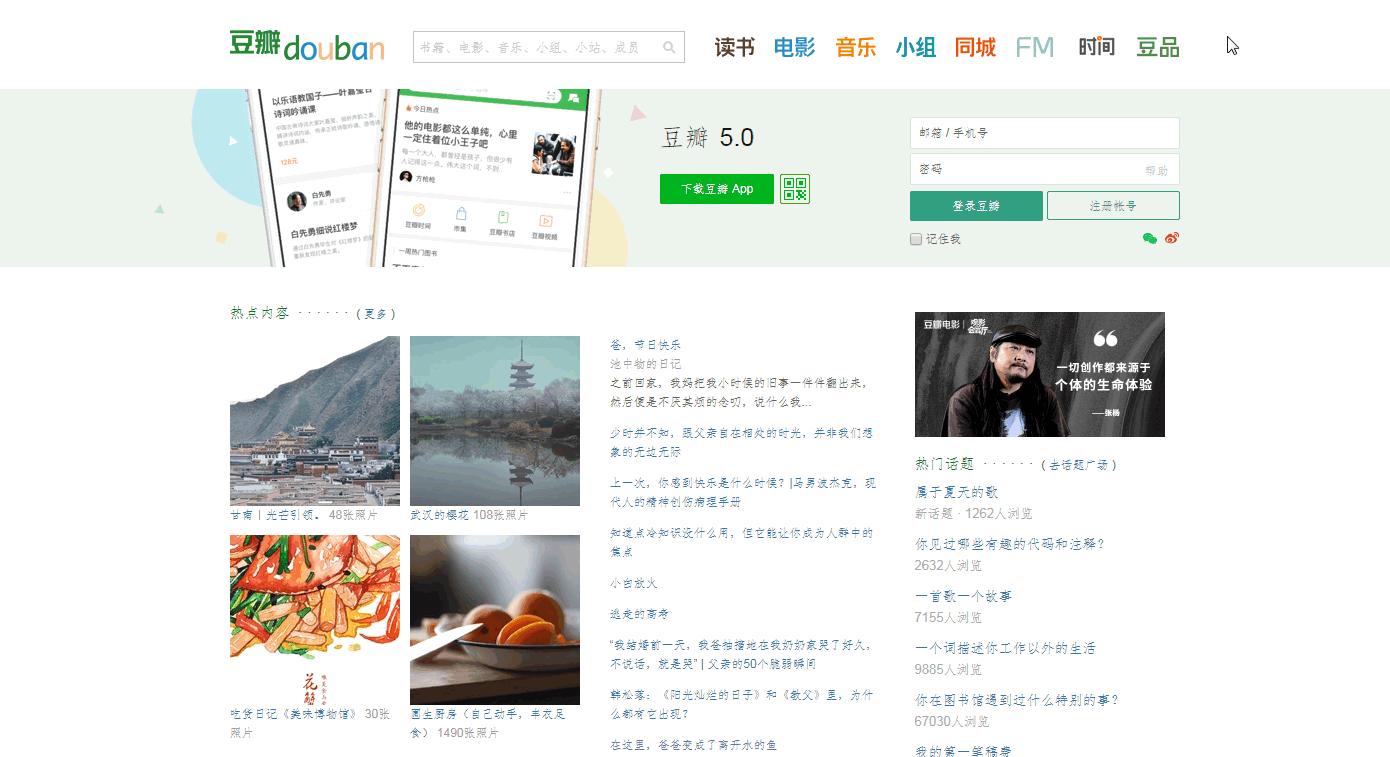 豆瓣douban
书籍、电影、音乐、小组、小站、成员
读书 电影 音乐 小组 同城 FM 时间 豆品
以乐语教国子——叶嘉莹古
诗词吟诵课
128元
白先勇
白先勇细说红楼梦
今日热点
他的电影都这么单纯，心里
一定住着位小王子吧
方枪枪
豆瓣时间 市集 豆瓣书店 豆瓣视频
一周热门图书
豆瓣 5.0
下载豆瓣 App
邮箱 / 手机号
密码 帮助
登录豆瓣 注册帐号
记住我
热点内容 · · · · · · ( 更多 )
甘南丨光芒引领。 48张照片
武汉的樱花 108张照片
花蟹
吃货日记《美味博物馆》 30张
照片
圆生厨房（自己动手，丰衣足
食） 1490张照片
爸，节日快乐
池中物的日记
之前回家，我妈把我小时候的旧事一件件翻出来，
然后便是不厌其烦的念叨，说什么我...
少时并不知，跟父亲自在相处的时光，并非我们想
象的无边无际
上一次，你感到快乐是什么时候？|马男波杰克，现
代人的精神创伤病理手册
知道点冷知识没什么用，但它能让你成为人群中的
焦点
小台放火
逃走的高考
“我结婚前一天，我爸抽搐地在我奶奶家哭了好久，
不说话，就是哭” | 父亲的50个脆弱瞬间
韩松落：《阳光灿烂的日子》和《教父》里，为什
么都有它出现？
在这里，爸爸变成了离开水的鱼
豆瓣电影 观影会客厅
一切创作都来源于
个体的生命体验
——张杨
热门话题 · · · · · · ( 去话题广场 )
属于夏天的歌
新话题 · 1262人浏览
你见过哪些有趣的代码和注释？
2632人浏览
一首歌一个故事
7155人浏览
一个词描述你工作以外的生活
9885人浏览
你在图书馆遇到过什么特别的事？
67030人浏览
我的第一笔稿费